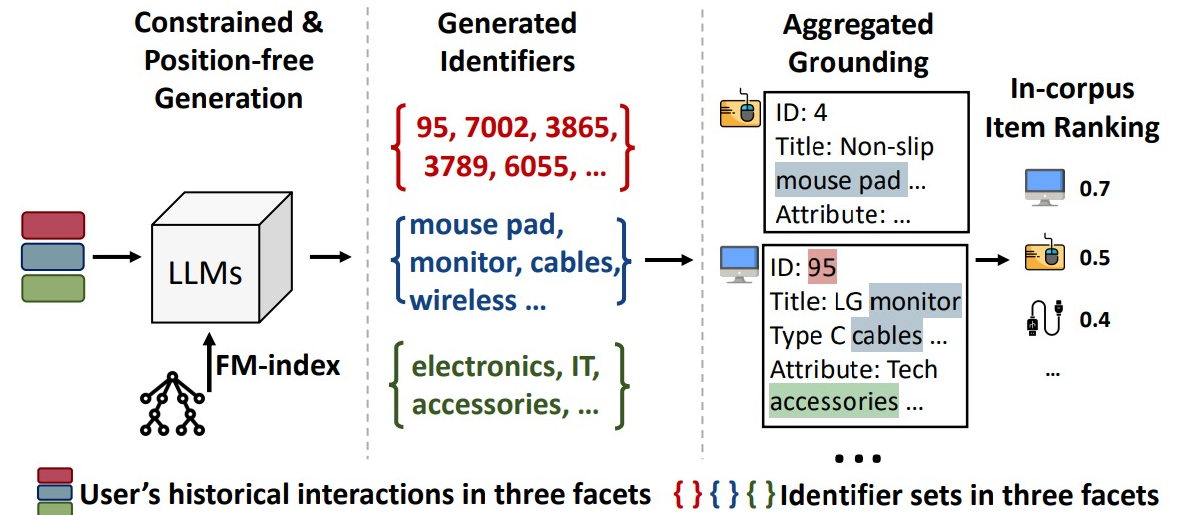 Constrained &
Position-free
Generation
LLMs
FM-index
Generated
Identifiers
95, 7002, 3865,
3789, 6055, ...
mouse pad,
monitor, cables,
wireless ...
electronics, IT,
accessories, ...
Aggregated
Grounding
ID: 4
Title: Non-slip
mouse pad ...
Attribute: ...
ID: 95
Title: LG monitor
Type C cables ...
Attribute: Tech
accessories ...
...
In-corpus
Item Ranking
0.7
0.5
0.4
...
User's historical interactions in three facets
{ } { } { } Identifier sets in three facets